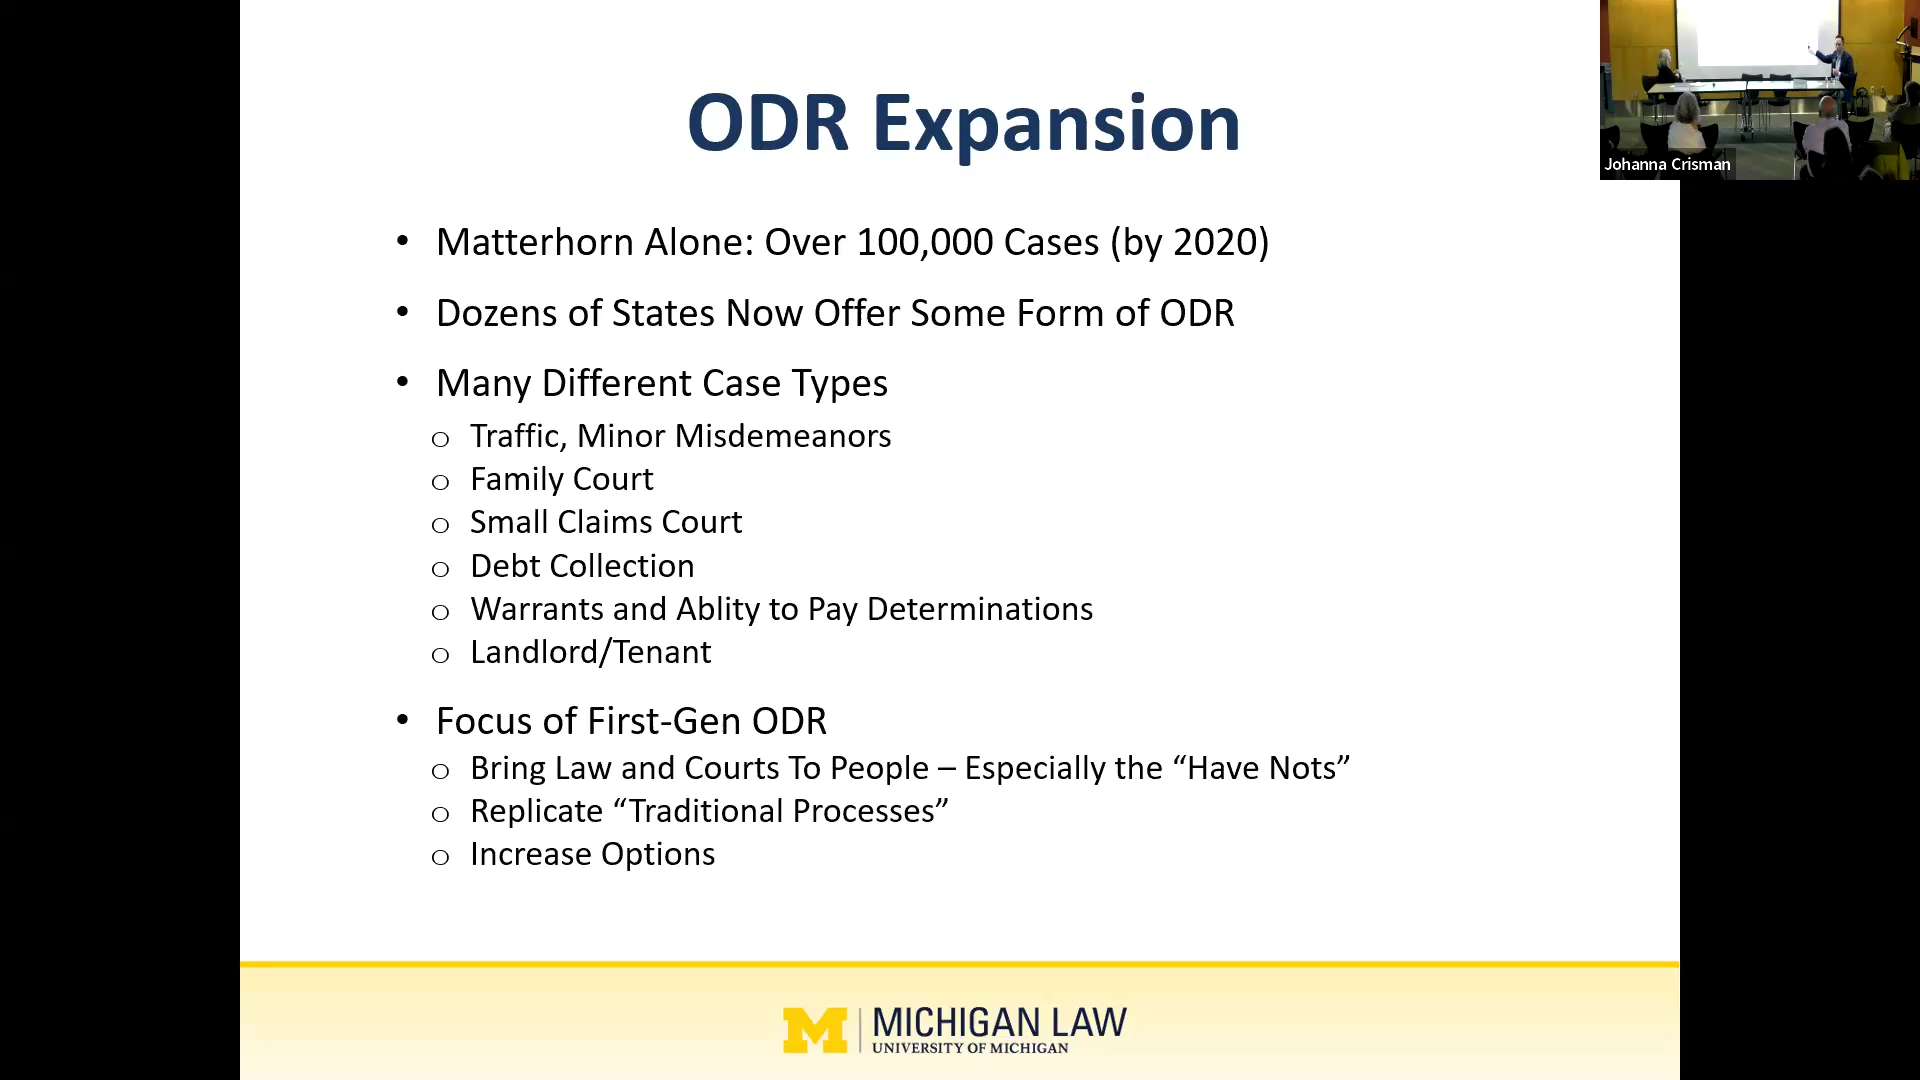 ODR Expansion
• Matterhorn Alone: Over 100,000 Cases (by 2020)
• Dozens of States Now Offer Some Form of ODR
• Many Different Case Types
o Traffic, Minor Misdemeanors
o Family Court
o Small Claims Court
o Debt Collection
o Warrants and Ablity to Pay Determinations
o Landlord/Tenant
• Focus of First-Gen ODR
o Bring Law and Courts To People – Especially the “Have Nots”
o Replicate “Traditional Processes”
o Increase Options
Johanna Crisman
M | MICHIGAN LAW
UNIVERSITY OF MICHIGAN